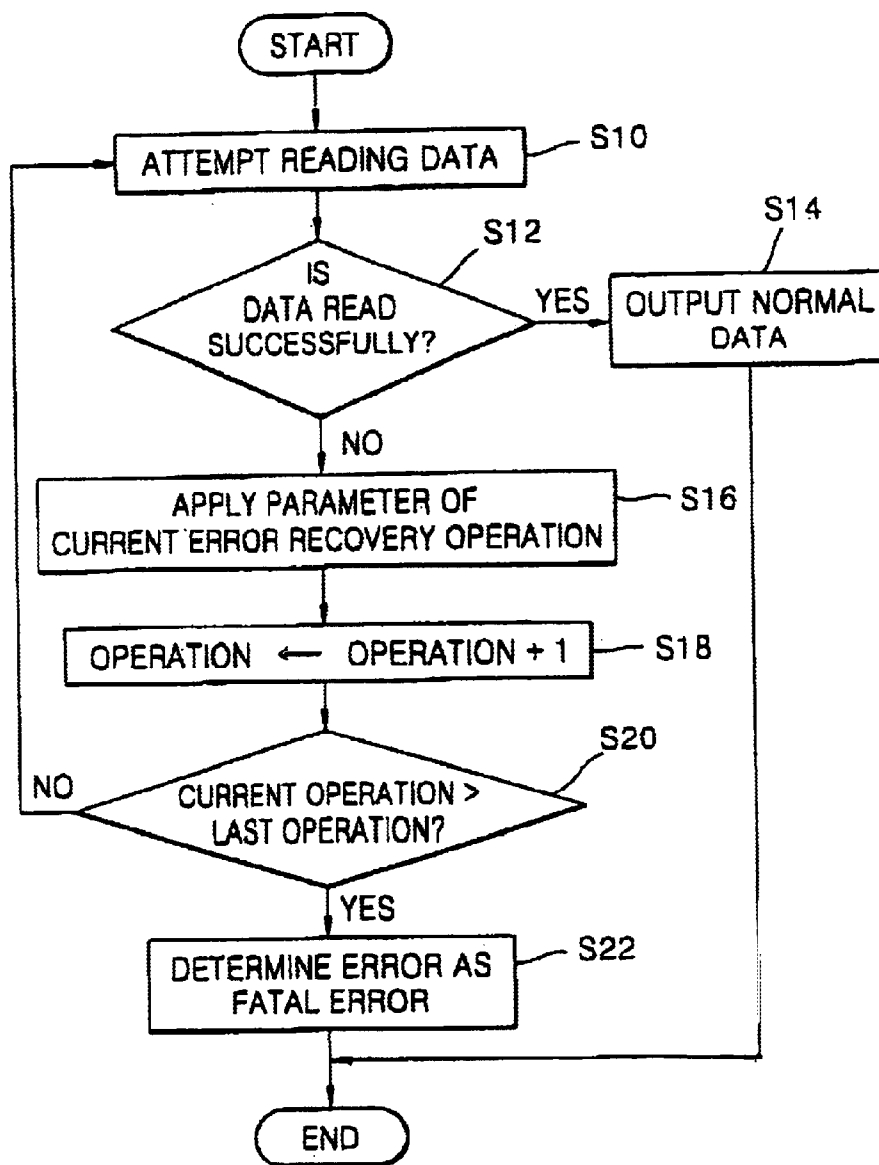 START
ATTEMPT READING DATA
S10
IS
DATA READ
SUCCESSFULLY?
S12
YES
OUTPUT NORMAL
DATA
S14
NO
APPLY PARAMETER OF
CURRENT ERROR RECOVERY OPERATION
S16
OPERATION ← OPERATION + 1
S18
CURRENT OPERATION >
LAST OPERATION?
S20
NO
YES
DETERMINE ERROR AS
FATAL ERROR
S22
END